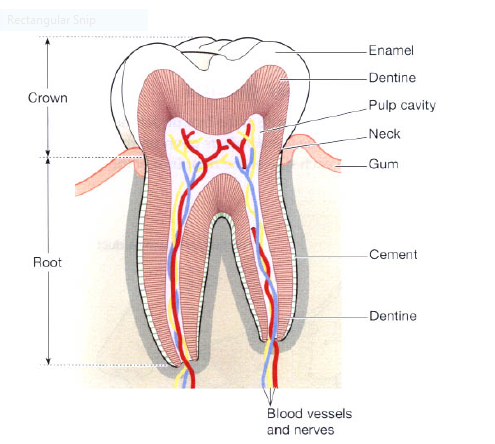 Rectangular Snip
Enamel
Dentine
Pulp cavity
Crown
Neck
Gum
Root
Cement
Dentine
Blood vessels
and nerves